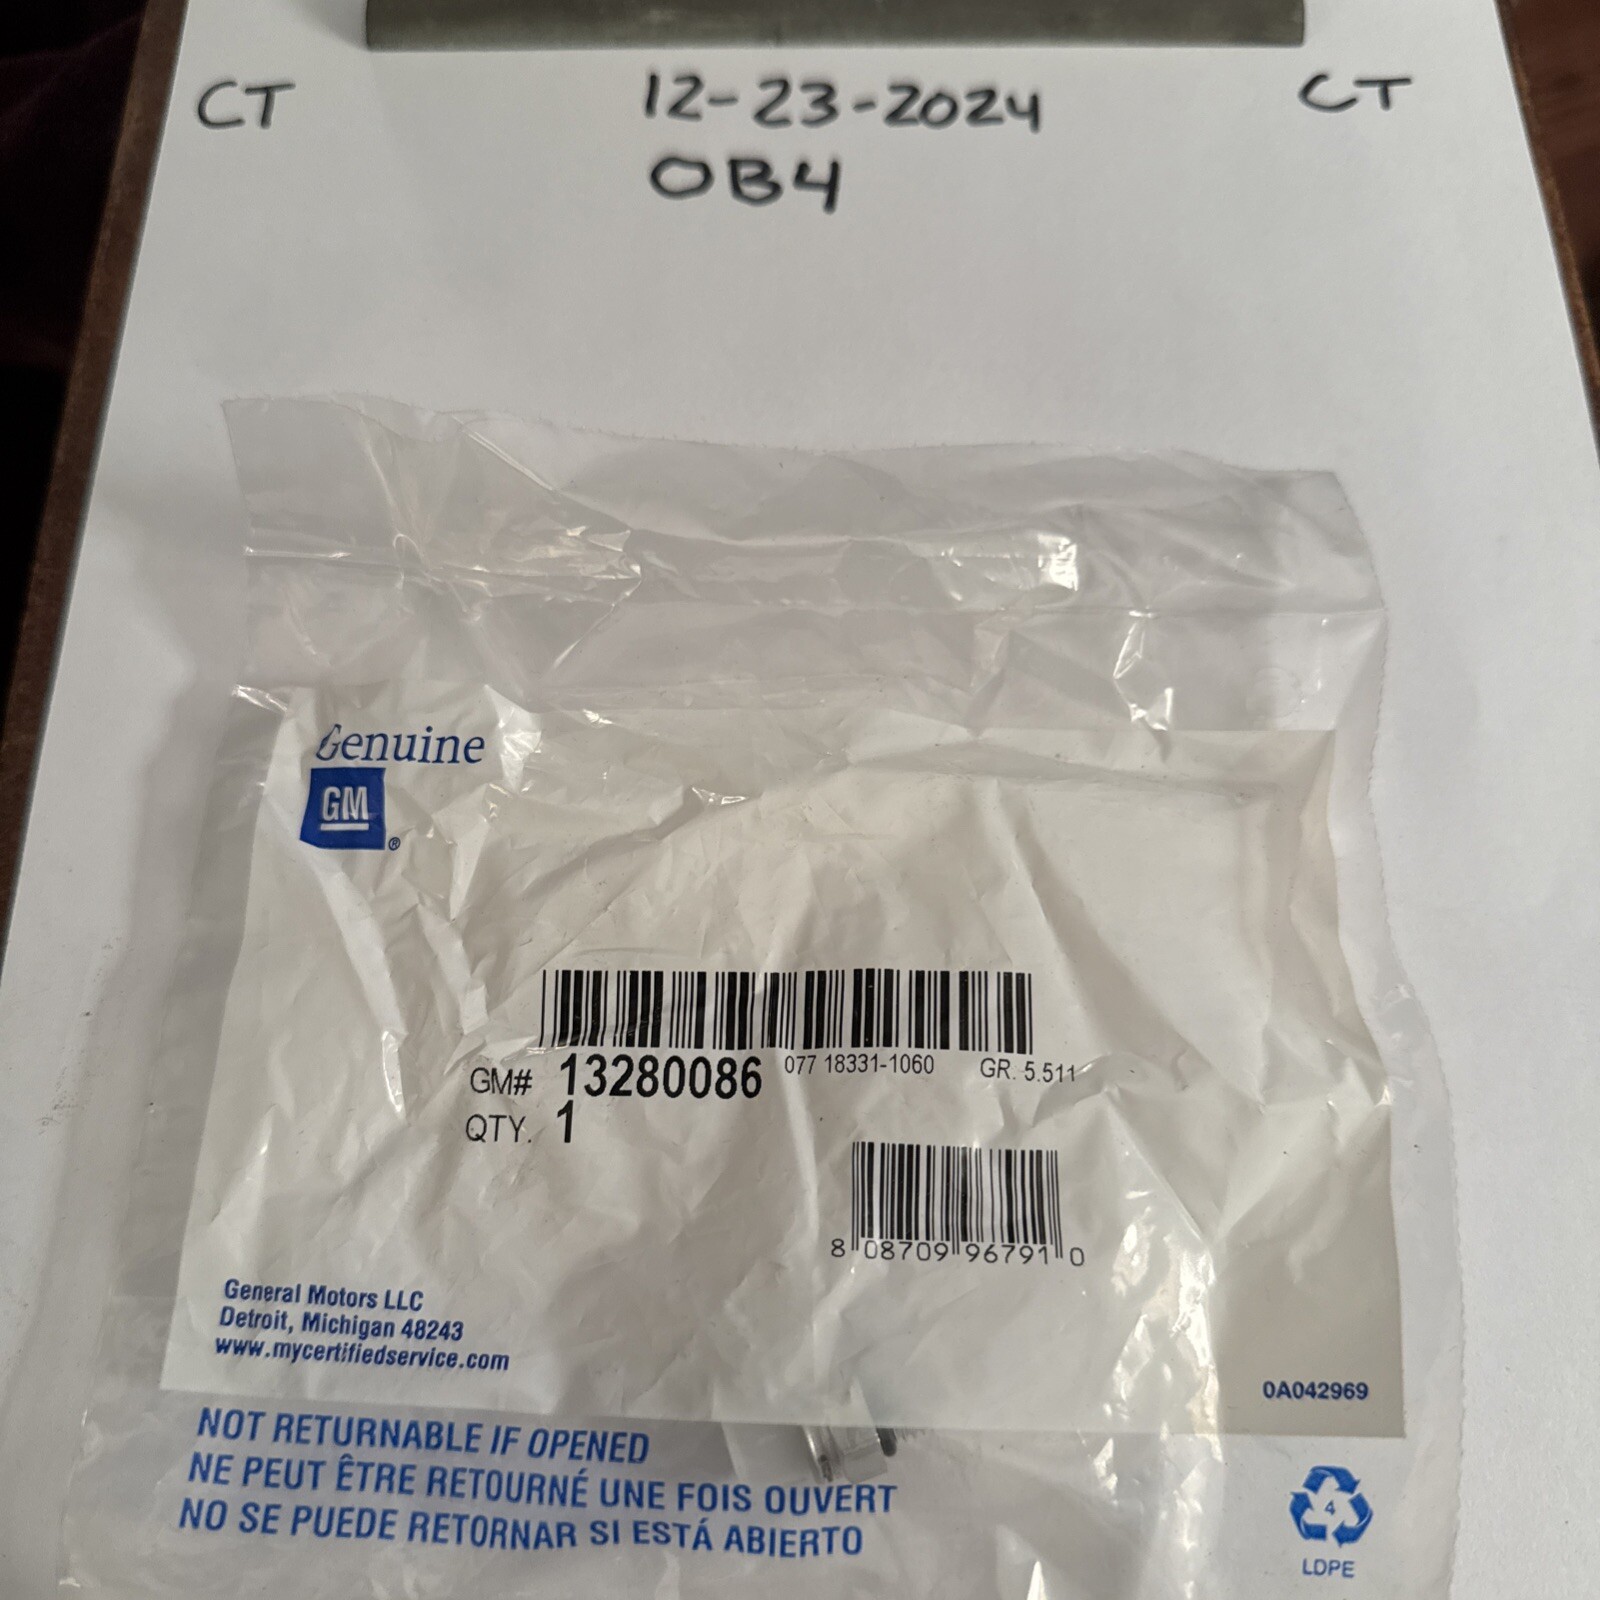 CT 12-23-2024 CT
OB4
Genuine
GM
®
GM# 13280086 077 18331-1060 GR. 5.511
QTY. 1
8 08709 96791 0
General Motors LLC
Detroit, Michigan 48243
www.mycertifiedservice.com
0A042969
NOT RETURNABLE IF OPENED
NE PEUT ÊTRE RETOURNÉ UNE FOIS OUVERT
NO SE PUEDE RETORNAR SI ESTÁ ABIERTO
4
LDPE